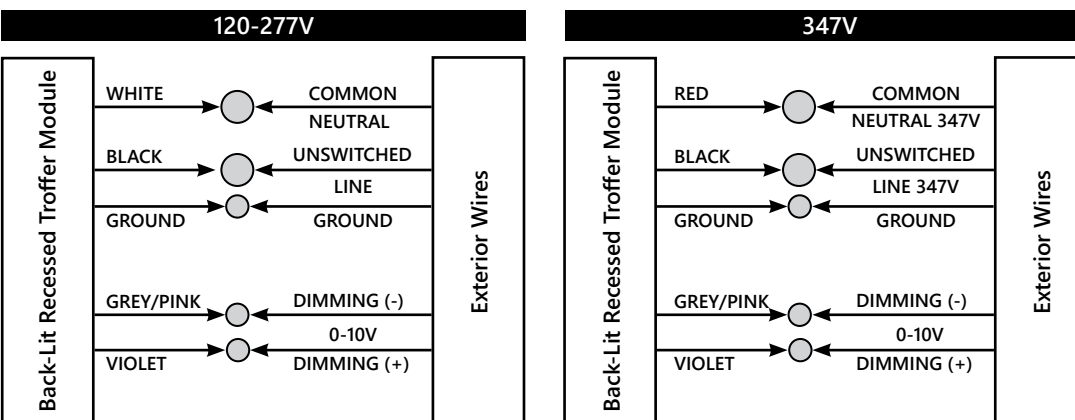 120-277V
Back-Lit Recessed Troffer Module
WHITE
COMMON
NEUTRAL
BLACK
UNSWITCHED
LINE
GROUND
GROUND
GREY/PINK
DIMMING (-)
0-10V
VIOLET
DIMMING (+)
Exterior Wires
347V
Back-Lit Recessed Troffer Module
RED
COMMON
NEUTRAL 347V
BLACK
UNSWITCHED
LINE 347V
GROUND
GROUND
GREY/PINK
DIMMING (-)
0-10V
VIOLET
DIMMING (+)
Exterior Wires